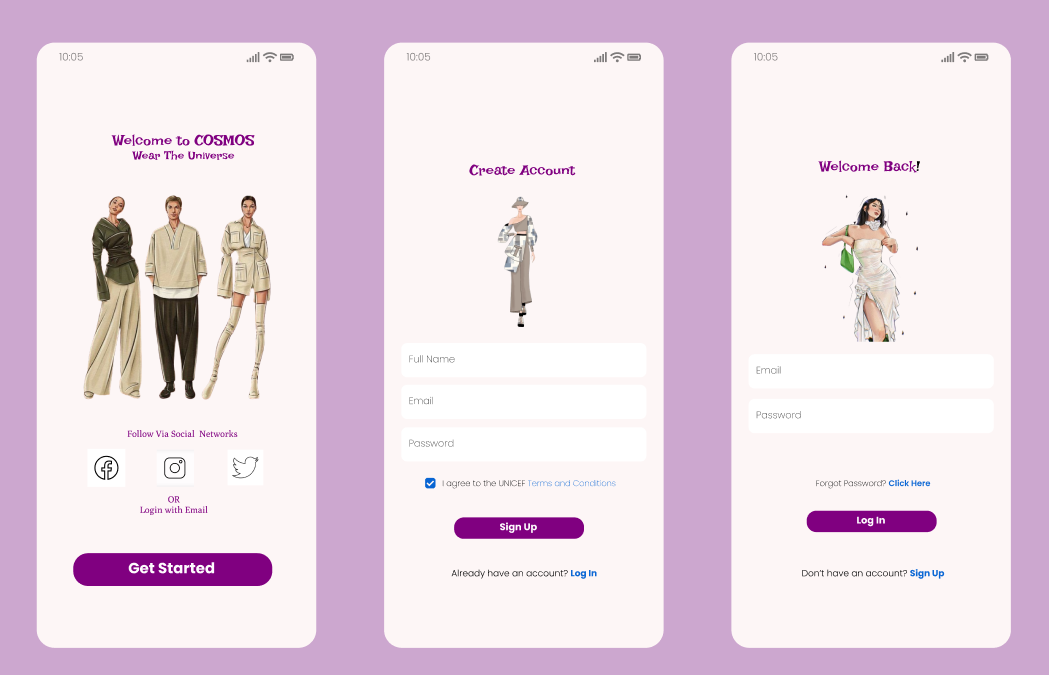 10:05
Welcome to COSMOS
Wear The Universe
Follow Via Social Networks
OR
Login with Email
Get Started
10:05
Create Account
Full Name
Email
Password
I agree to the UNICEF Terms and Conditions
Sign Up
Already have an account? Log In
10:05
Welcome Back!
Email
Password
Forgot Password? Click Here
Log In
Don't have an account? Sign Up